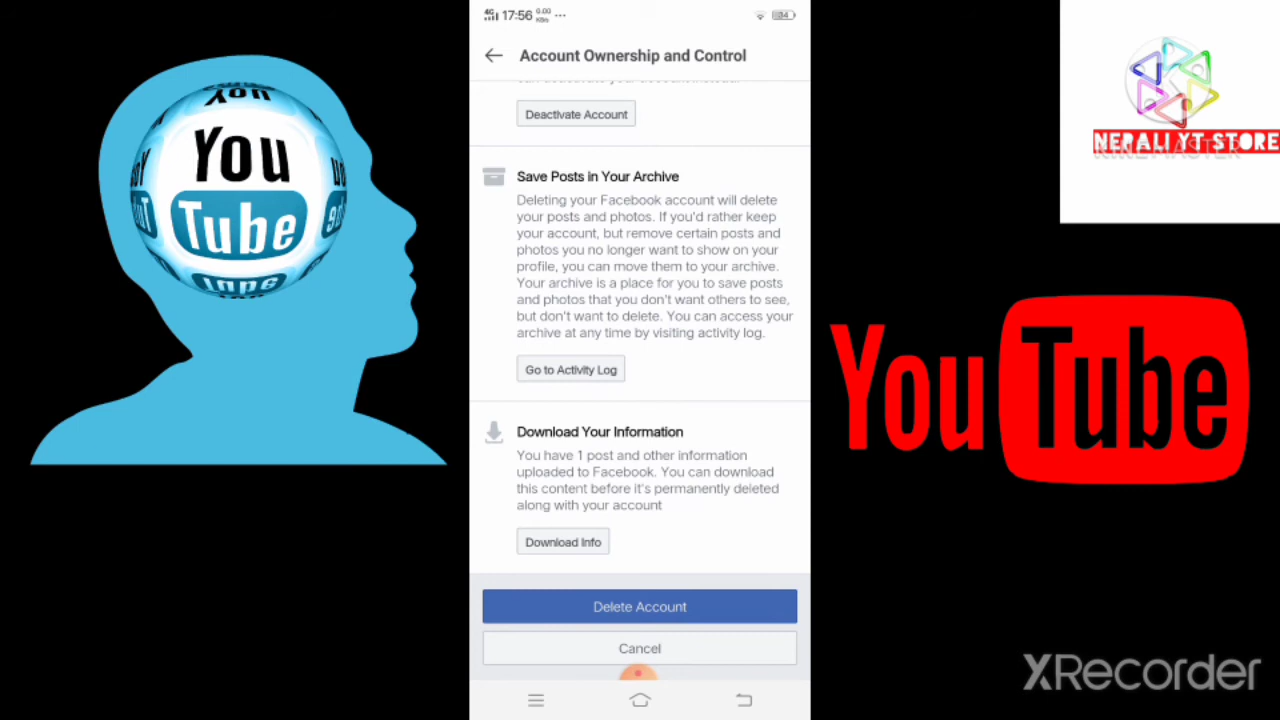 17:56
0.00
KB/s
84
Account Ownership and Control
Deactivate Account
Save Posts in Your Archive
Deleting your Facebook account will delete
your posts and photos. If you'd rather keep
your account, but remove certain posts and
photos you no longer want to show on your
profile, you can move them to your archive.
Your archive is a place for you to save posts
and photos that you don't want others to see,
but don't want to delete. You can access your
archive at any time by visiting activity log.
Go to Activity Log
Download Your Information
You have 1 post and other information
uploaded to Facebook. You can download
this content before it's permanently deleted
along with your account
Download Info
Delete Account
Cancel
You
Tube
NEPALI YT STORE
KINEMASTER
YouTube
XRecorder